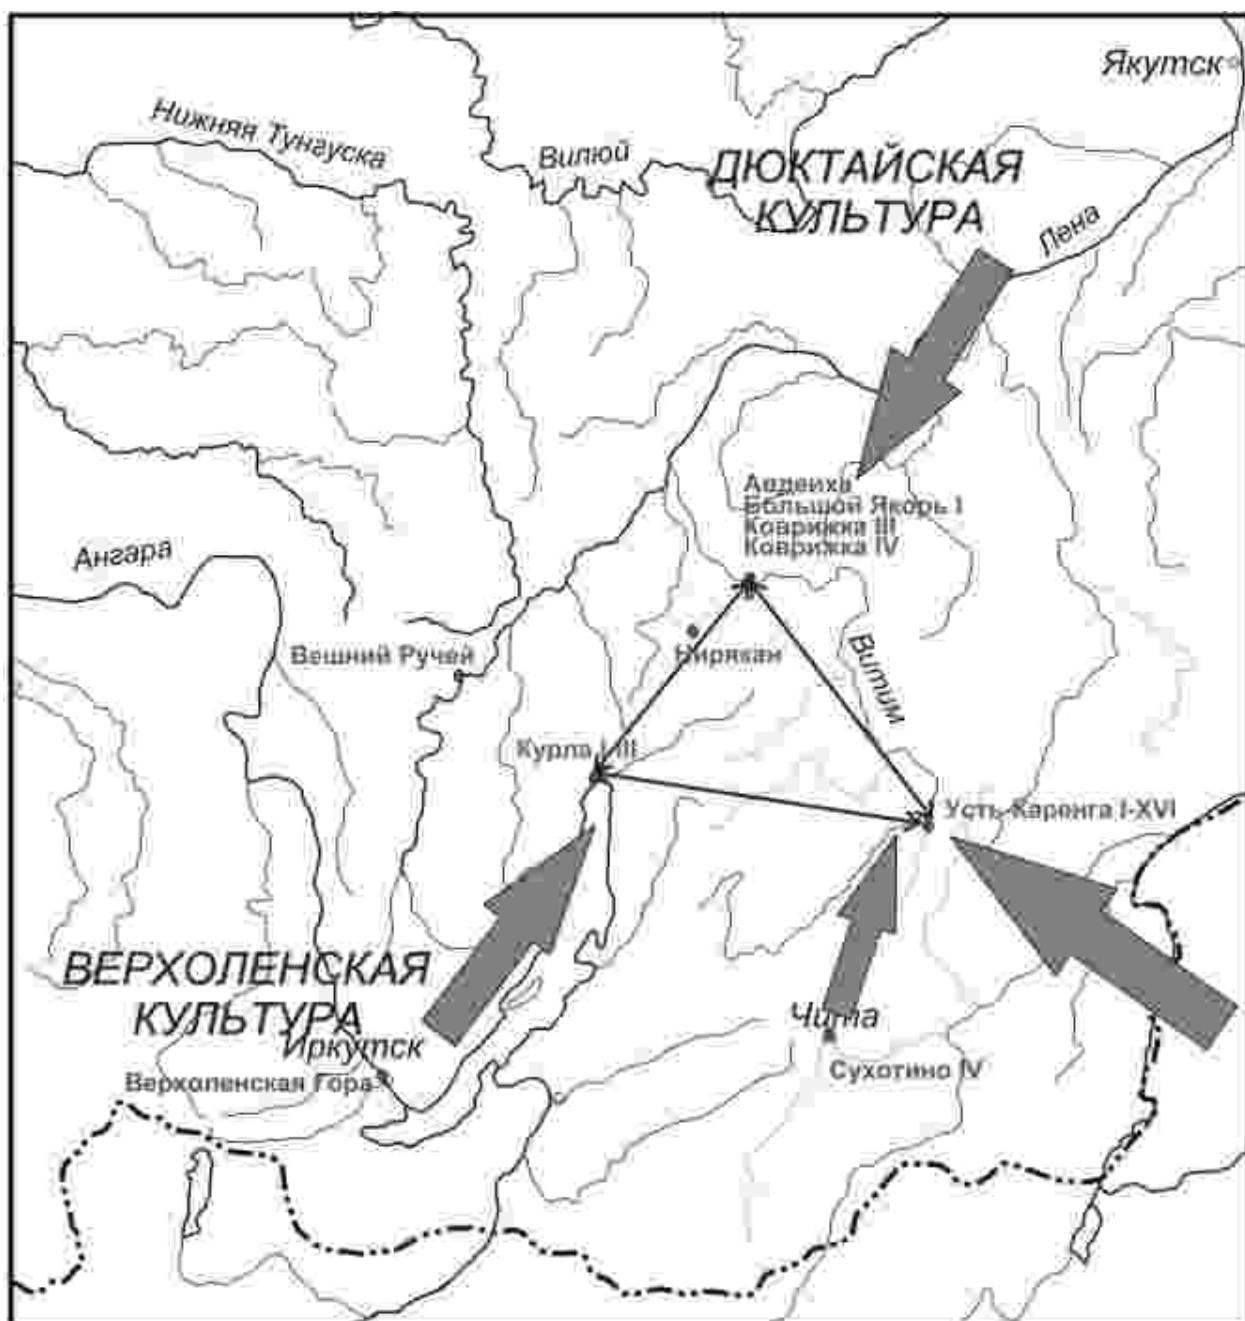 Якутск
Нижняя Тунгуска
Вилюй
ДЮКТАЙСКАЯ
КУЛЬТУРА
Лена
Авдеиха
Большой Якорь I
Коврижка III
Коврижка IV
Ангара
Вешний Ручей
Нирякан
Витим
Курла I-III
Усть-Каренга I-XVI
ВЕРХОЛЕНСКАЯ
КУЛЬТУРА
Иркутск
Верхоленская Гора
Чита
Сухотино IV